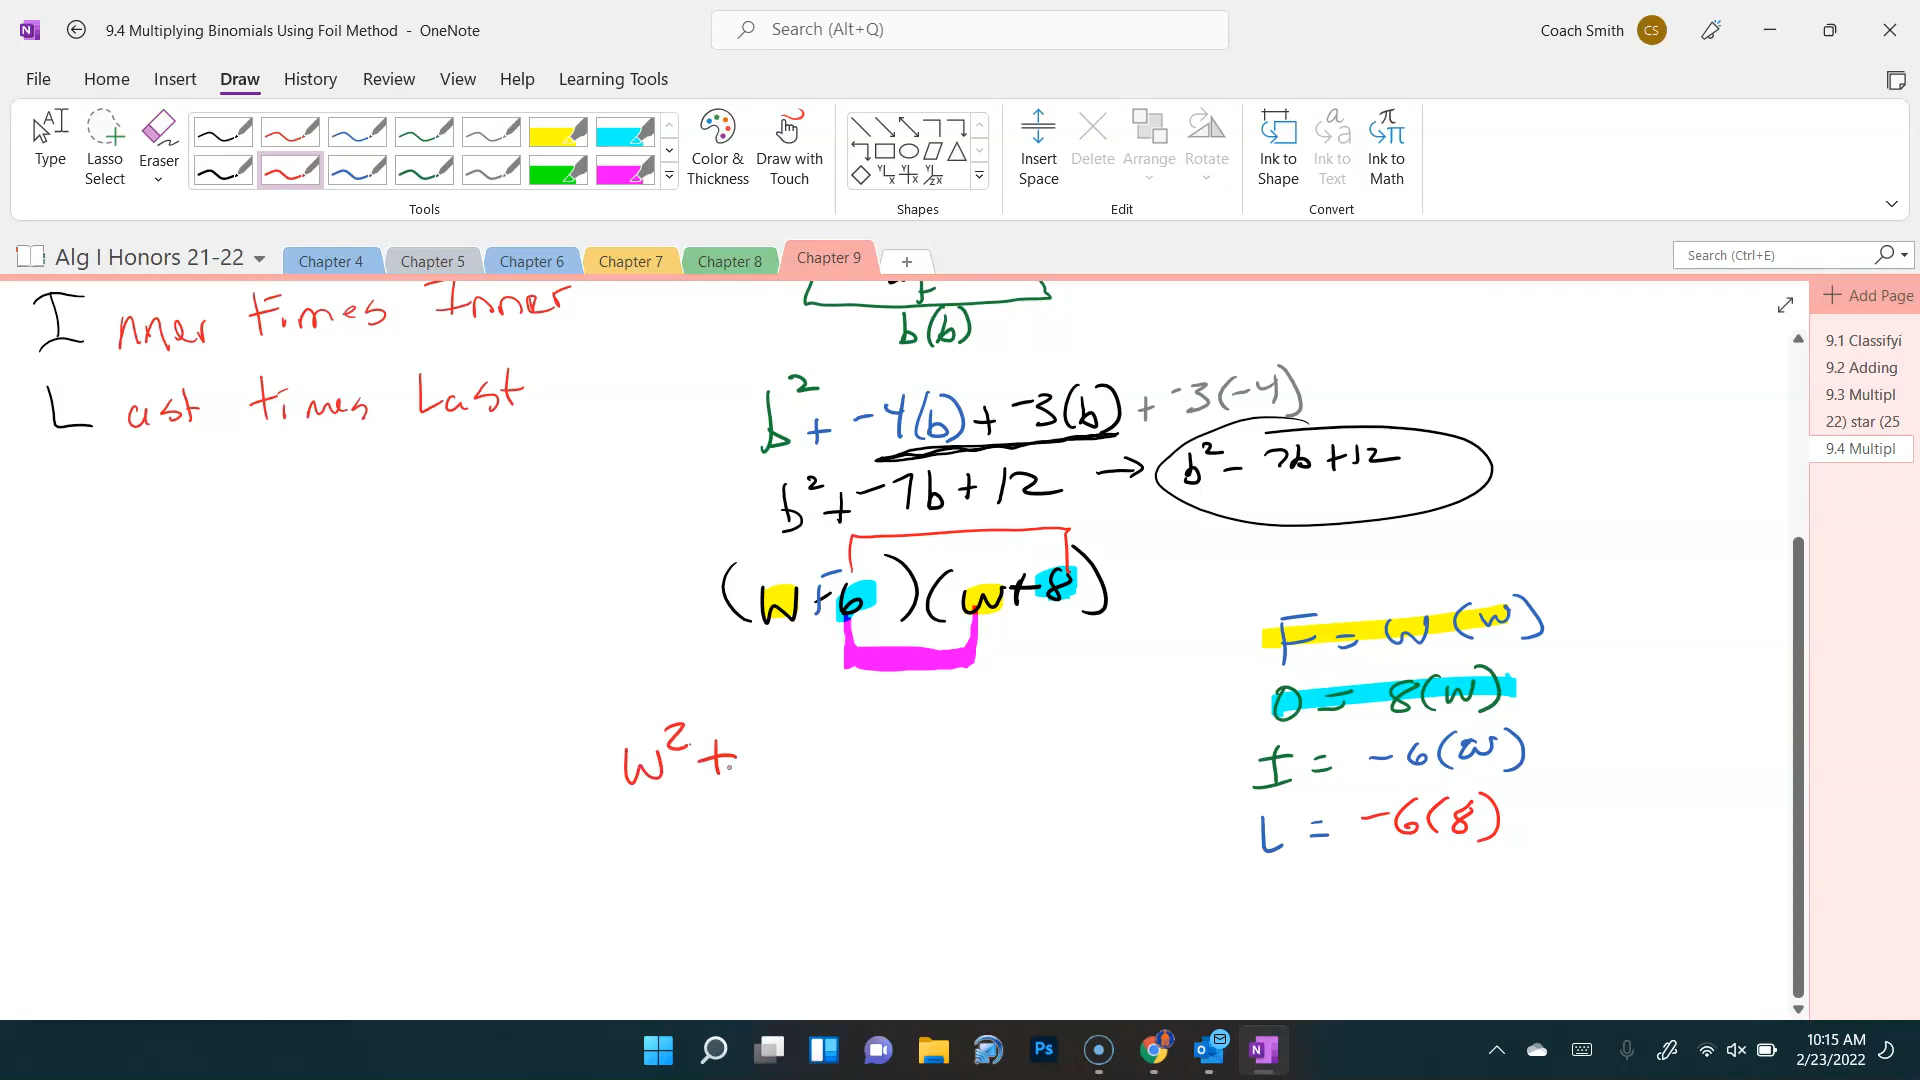 9.4 Multiplying Binomials Using Foil Method - OneNote
Search (Alt+Q)
Coach Smith
CS
File Home Insert Draw History Review View Help Learning Tools
Type
Lasso Select
Eraser
Color & Thickness
Draw with Touch
Insert Space
Delete
Arrange
Rotate
Ink to Shape
Ink to Text
Ink to Math
Tools
Shapes
Edit
Convert
Alg I Honors 21-22
Chapter 4
Chapter 5
Chapter 6
Chapter 7
Chapter 8
Chapter 9
Search (Ctrl+E)
Add Page
9.1 Classifyi
9.2 Adding
9.3 Multipl
22) star (25
9.4 Multipl
I nner times Inner
L ast times Last
b(b)
b² + -4(b) + -3(b) + -3(-4)
b² + -7b + 12 → b² - 7b + 12
(w + -6)(w + 8)
F = w(w)
O = 8(w)
I = -6(w)
L = -6(8)
w² +
Ps
10:15 AM
2/23/2022